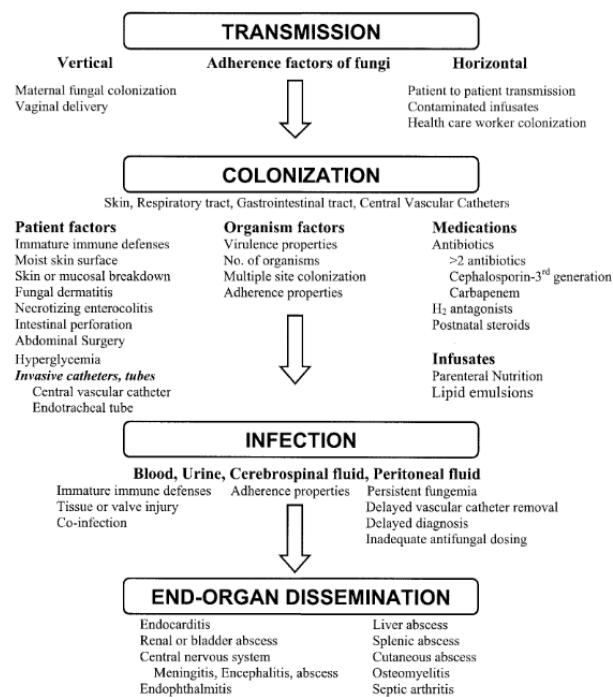 TRANSMISSION
Vertical
Maternal fungal colonization
Vaginal delivery
Adherence factors of fungi
Horizontal
Patient to patient transmission
Contaminated infusates
Health care worker colonization
COLONIZATION
Skin, Respiratory tract, Gastrointestinal tract, Central Vascular Catheters
Patient factors
Immature immune defenses
Moist skin surface
Skin or mucosal breakdown
Fungal dermatitis
Necrotizing enterocolitis
Intestinal perforation
Abdominal Surgery
Hyperglycemia
Invasive catheters, tubes
Central vascular catheter
Endotracheal tube
Organism factors
Virulence properties
No. of organisms
Multiple site colonization
Adherence properties
Medications
Antibiotics
>2 antibiotics
Cephalosporin-3rd generation
Carbapenem
H2 antagonists
Postnatal steroids
Infusates
Parenteral Nutrition
Lipid emulsions
INFECTION
Blood, Urine, Cerebrospinal fluid, Peritoneal fluid
Immature immune defenses
Tissue or valve injury
Co-infection
Adherence properties
Persistent fungemia
Delayed vascular catheter removal
Delayed diagnosis
Inadequate antifungal dosing
END-ORGAN DISSEMINATION
Endocarditis
Renal or bladder abscess
Central nervous system
Meningitis, Encephalitis, abscess
Endophthalmitis
Liver abscess
Splenic abscess
Cutaneous abscess
Osteomyelitis
Septic arthritis